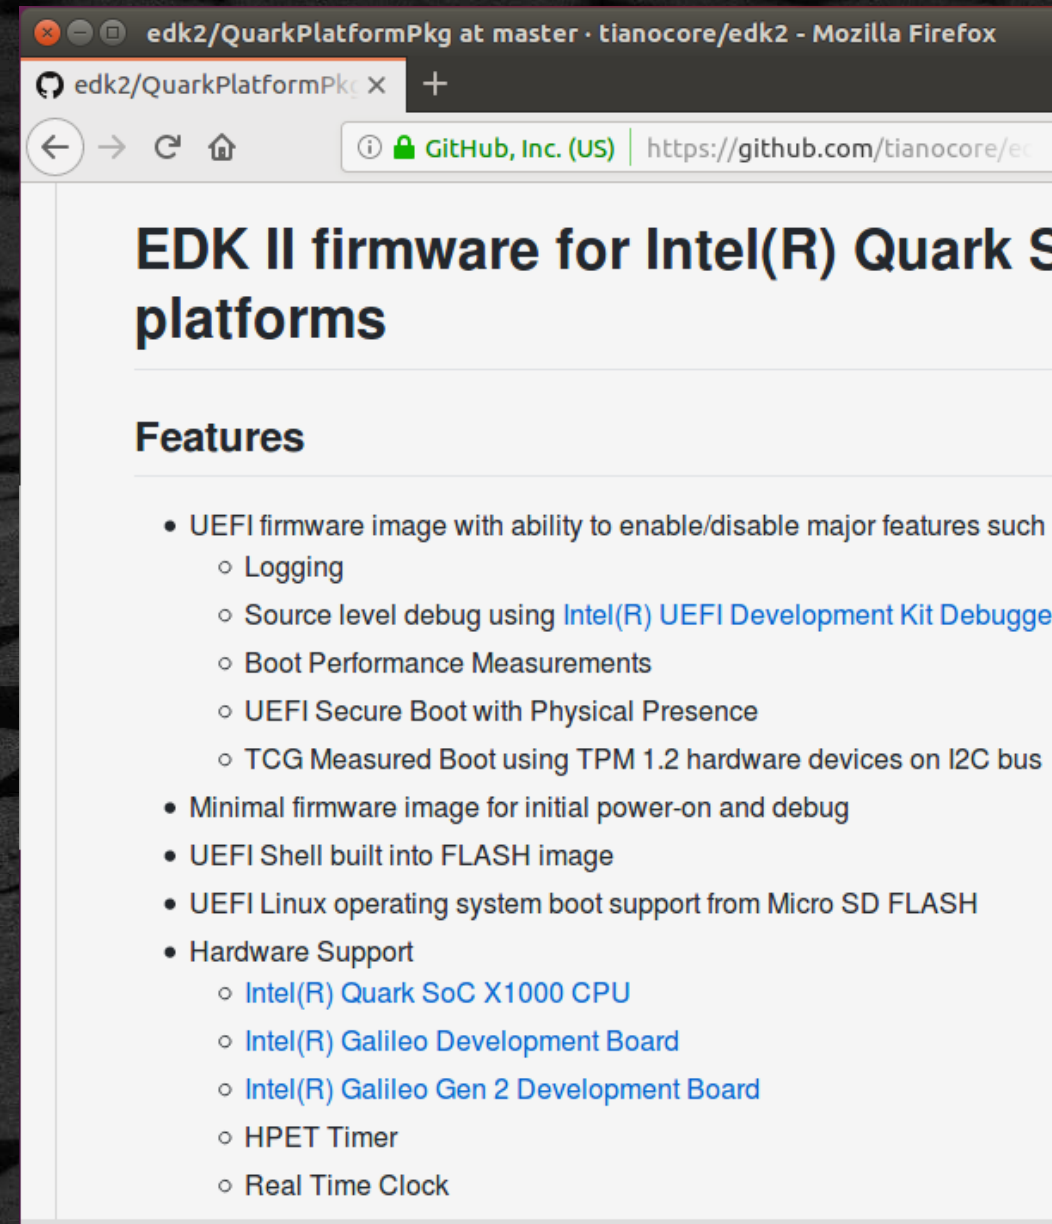 edk2/QuarkPlatformPkg at master · tianocore/edk2 - Mozilla Firefox
edk2/QuarkPlatformPkg
GitHub, Inc. (US) https://github.com/tianocore/
EDK II firmware for Intel(R) Quark
platforms
Features
UEFI firmware image with ability to enable/disable major features such
Logging
Source level debug using Intel(R) UEFI Development Kit Debugge
Boot Performance Measurements
UEFI Secure Boot with Physical Presence
TCG Measured Boot using TPM 1.2 hardware devices on I2C bus
Minimal firmware image for initial power-on and debug
UEFI Shell built into FLASH image
UEFI Linux operating system boot support from Micro SD FLASH
Hardware Support
Intel(R) Quark SoC X1000 CPU
Intel(R) Galileo Development Board
Intel(R) Galileo Gen 2 Development Board
HPET Timer
Real Time Clock